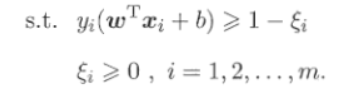 s.t. yᵢ(𝒘ᵀ𝒙ᵢ + b) ⩾ 1 − ξᵢ
ξᵢ ⩾ 0 , i = 1, 2, . . . , m.